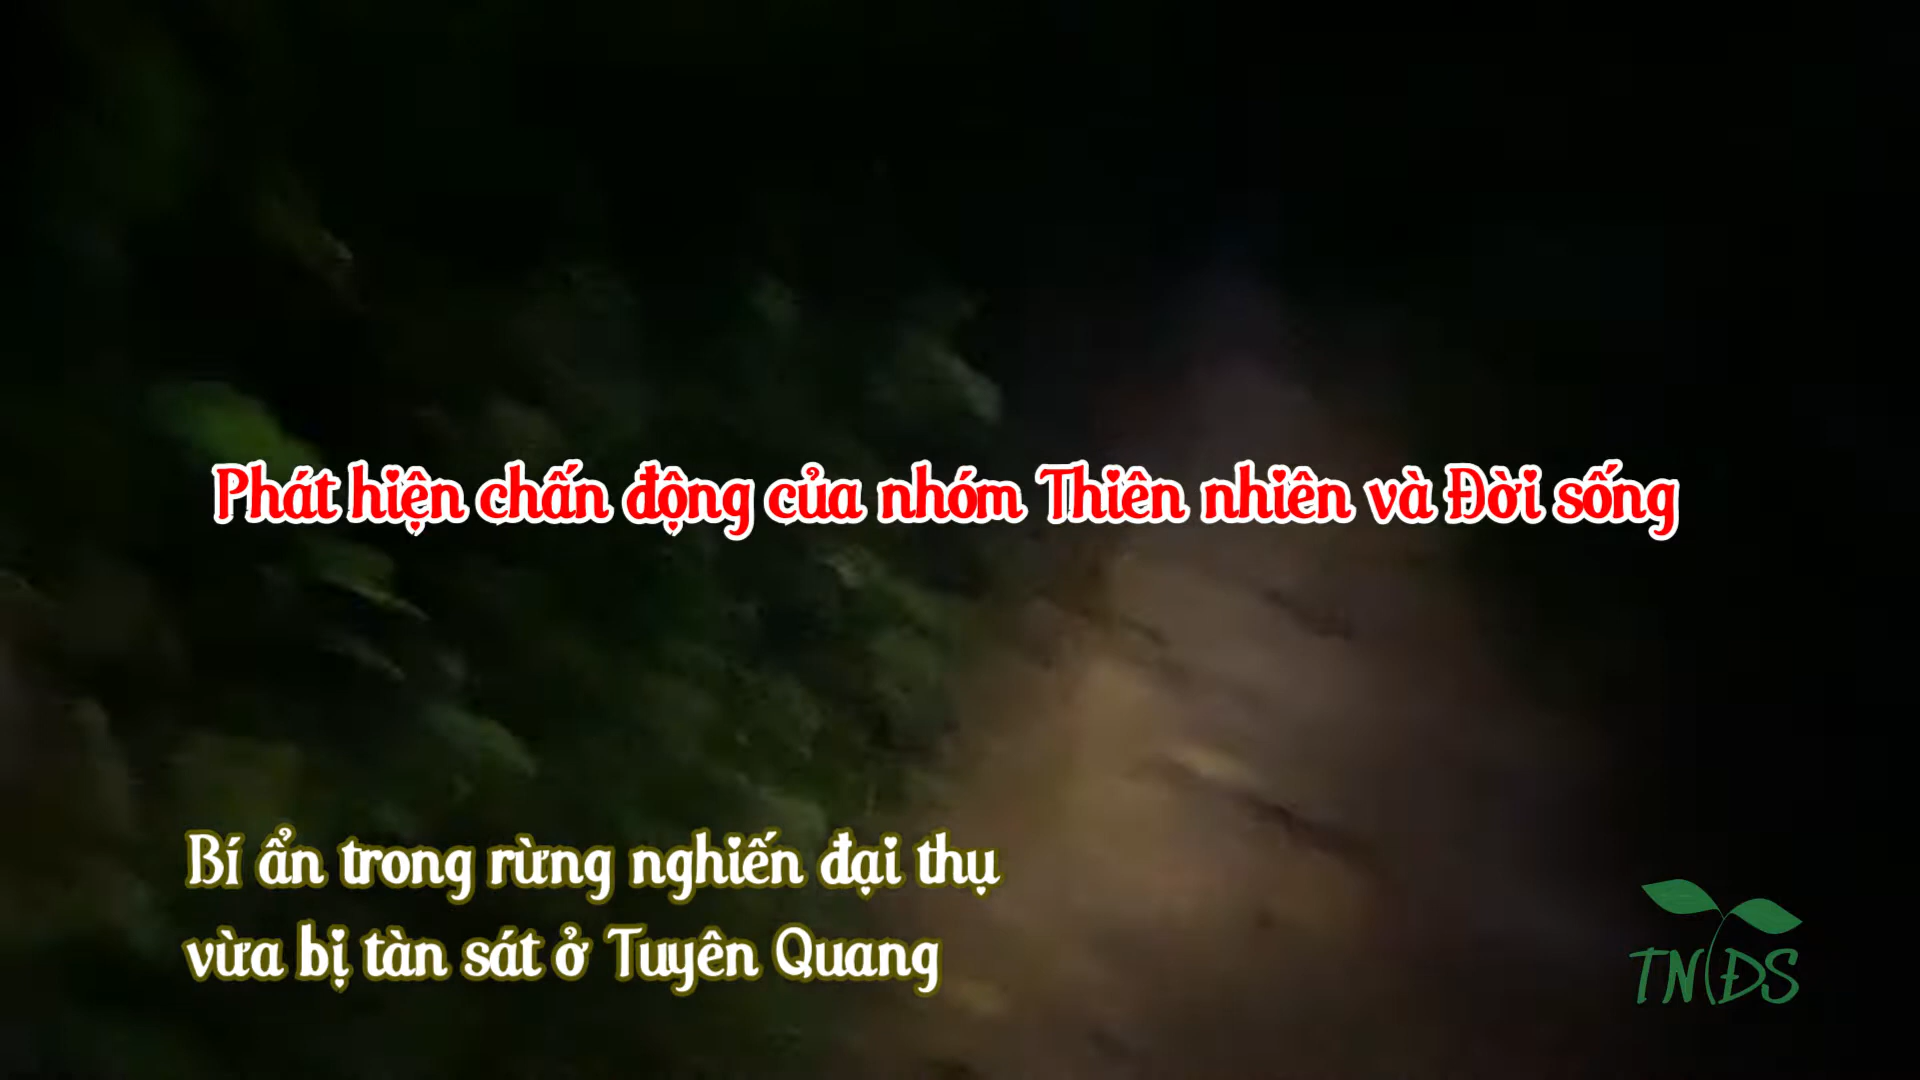 Phát hiện chấn động của nhóm Thiên nhiên và Đời sống
Bí ẩn trong rừng nghiến đại thụ
vừa bị tàn sát ở Tuyên Quang
TNĐS